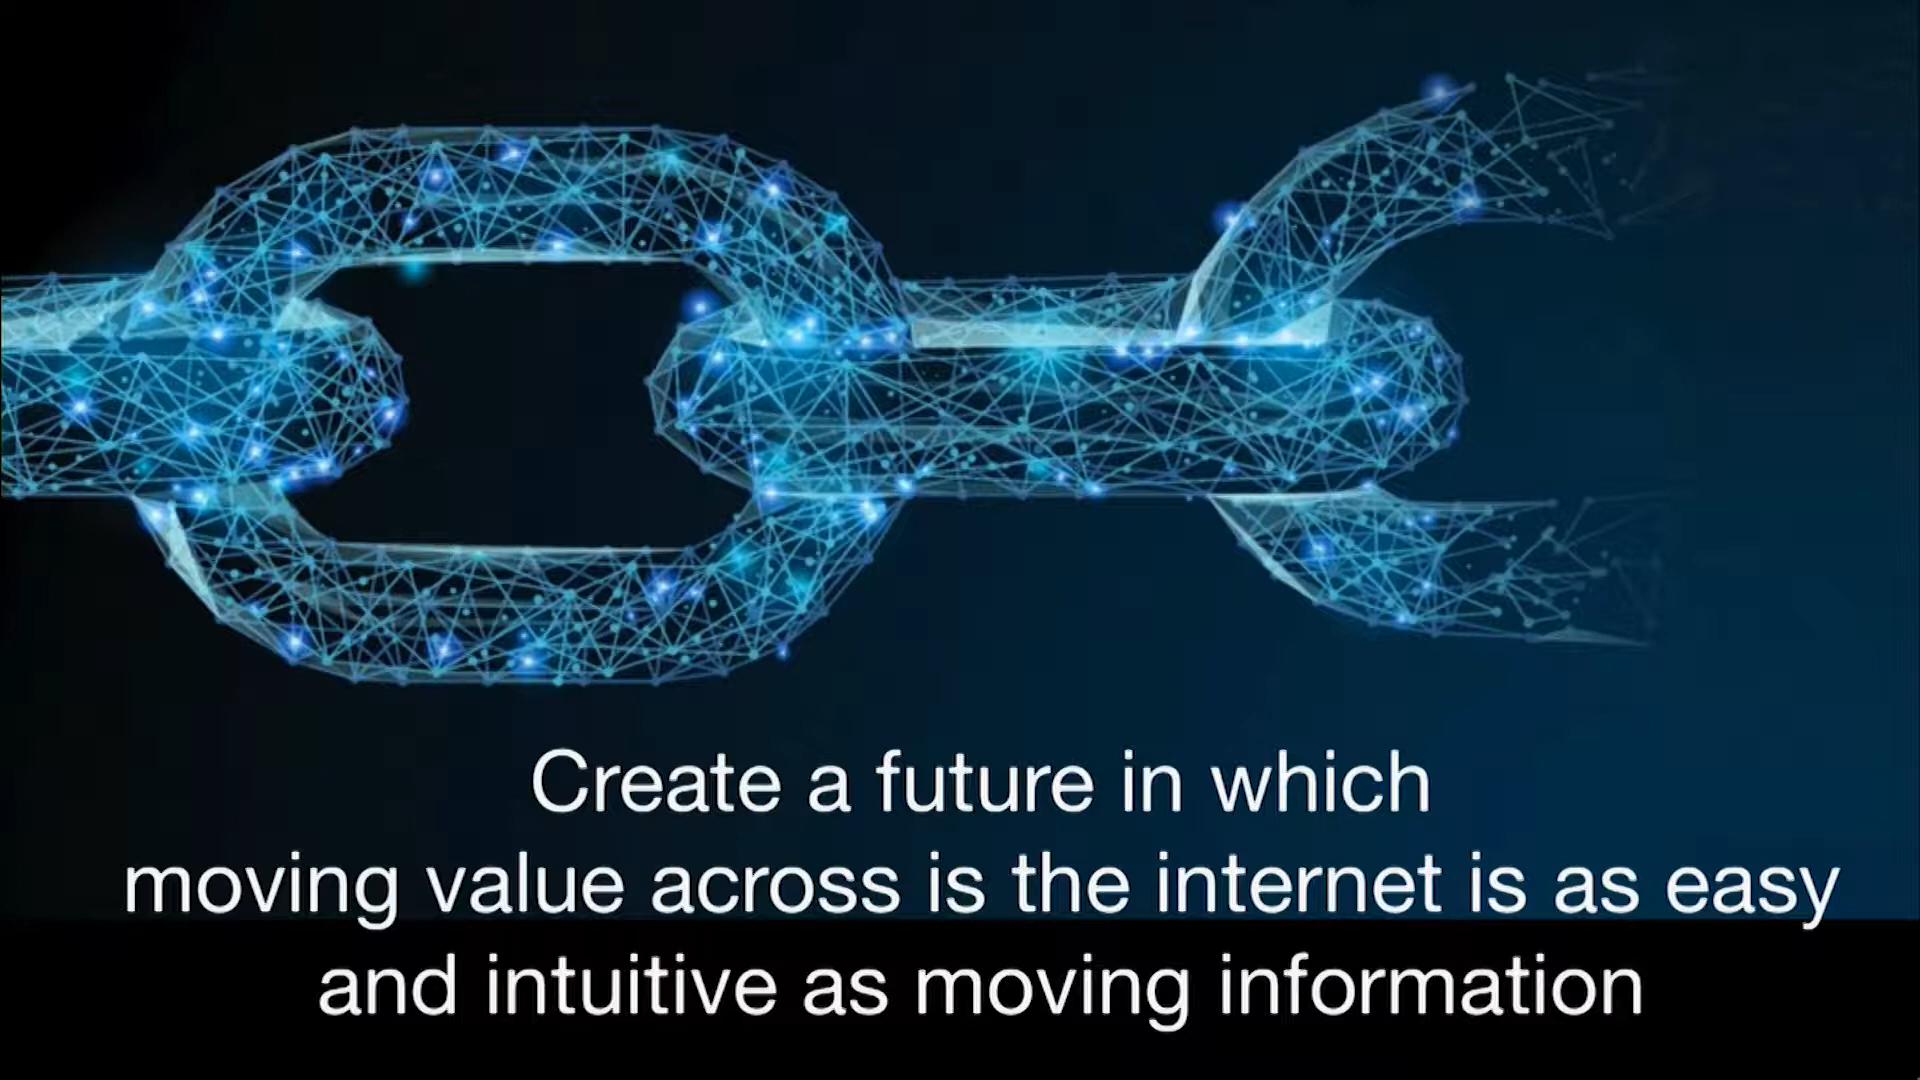 Create a future in which
moving value across is the internet is as easy
and intuitive as moving information